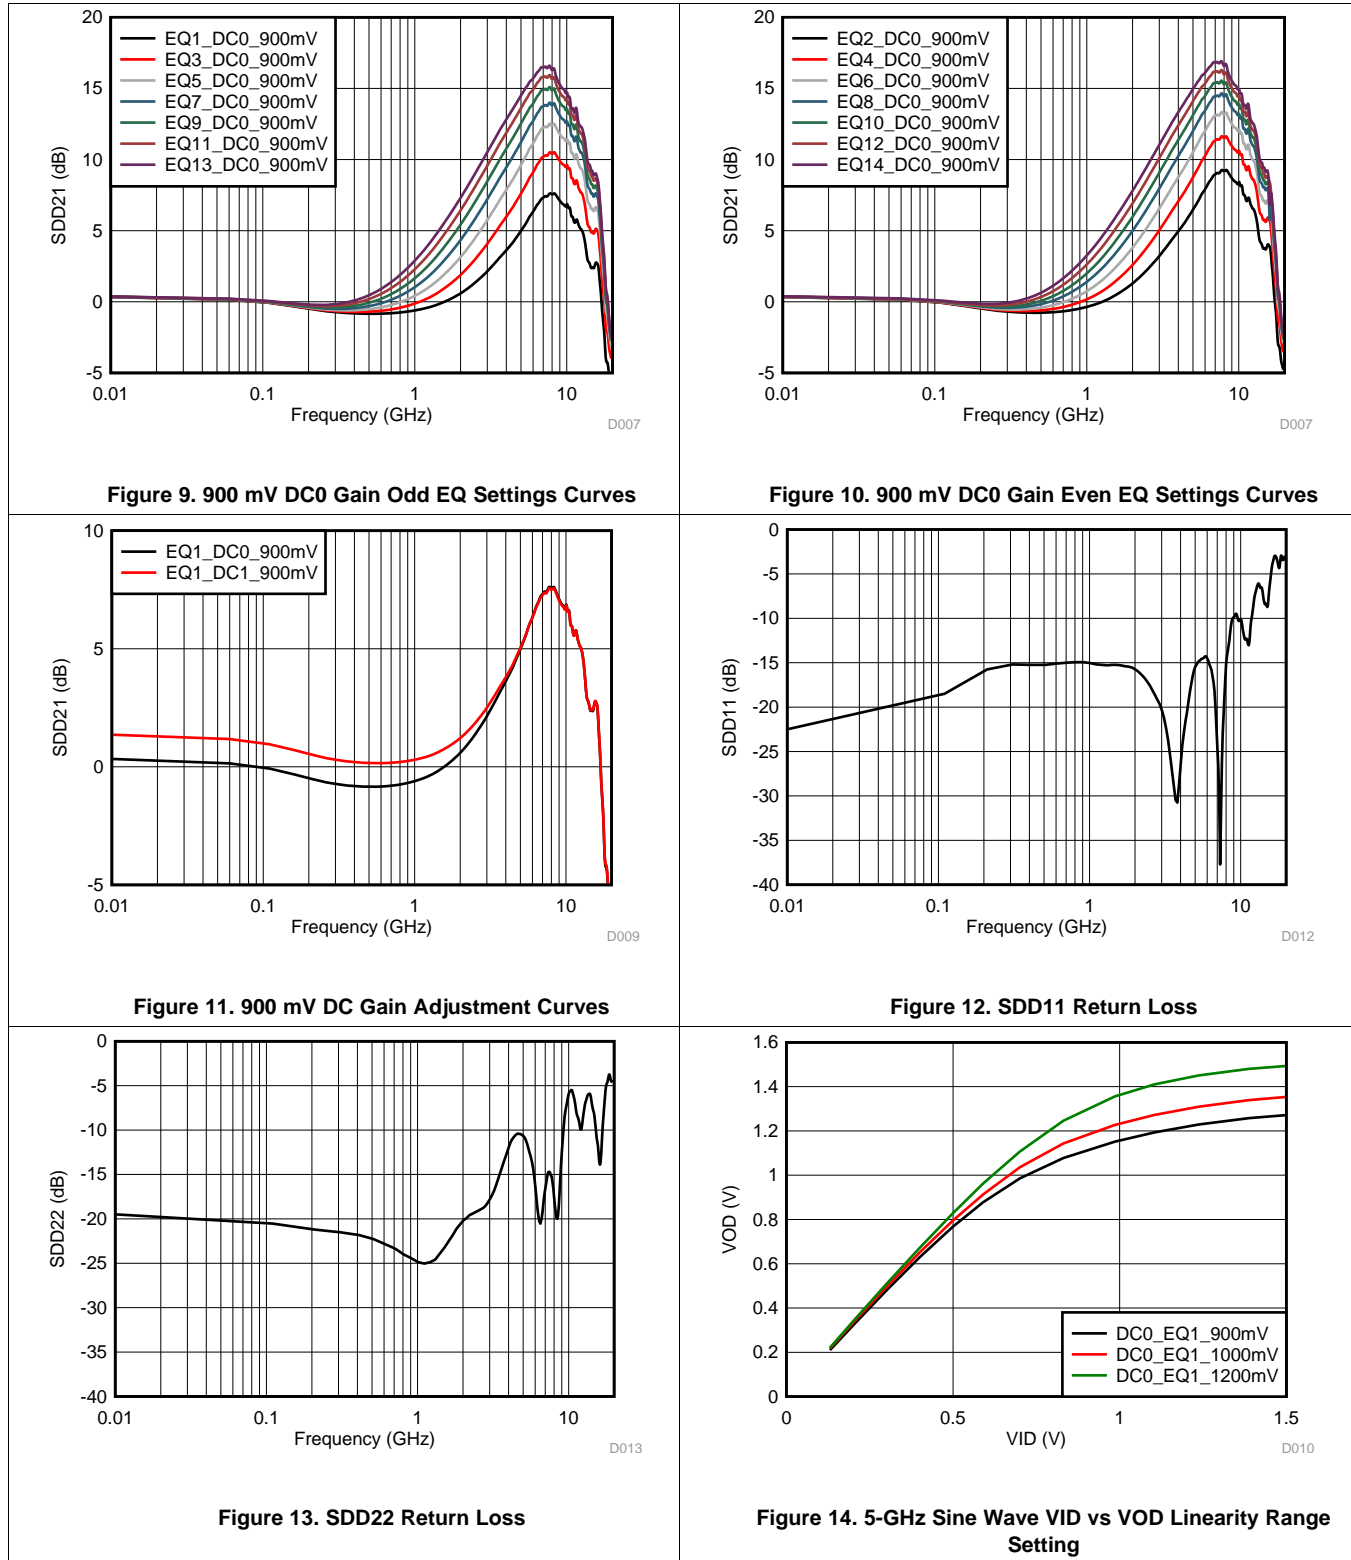 20
15
10
5
0
-5
SDD21 (dB)
EQ1_DC0_900mV
EQ3_DC0_900mV
EQ5_DC0_900mV
EQ7_DC0_900mV
EQ9_DC0_900mV
EQ11_DC0_900mV
EQ13_DC0_900mV
0.01 0.1 1 10
Frequency (GHz)
D007
Figure 9. 900 mV DC0 Gain Odd EQ Settings Curves
20
15
10
5
0
-5
SDD21 (dB)
EQ2_DC0_900mV
EQ4_DC0_900mV
EQ6_DC0_900mV
EQ8_DC0_900mV
EQ10_DC0_900mV
EQ12_DC0_900mV
EQ14_DC0_900mV
0.01 0.1 1 10
Frequency (GHz)
D007
Figure 10. 900 mV DC0 Gain Even EQ Settings Curves
10
5
0
-5
SDD21 (dB)
EQ1_DC0_900mV
EQ1_DC1_900mV
0.01 0.1 1 10
Frequency (GHz)
D009
Figure 11. 900 mV DC Gain Adjustment Curves
0
-5
-10
-15
-20
-25
-30
-35
-40
SDD11 (dB)
0.01 0.1 1 10
Frequency (GHz)
D012
Figure 12. SDD11 Return Loss
0
-5
-10
-15
-20
-25
-30
-35
-40
SDD22 (dB)
0.01 0.1 1 10
Frequency (GHz)
D013
Figure 13. SDD22 Return Loss
1.6
1.4
1.2
1
0.8
0.6
0.4
0.2
0
VOD (V)
DC0_EQ1_900mV
DC0_EQ1_1000mV
DC0_EQ1_1200mV
0 0.5 1 1.5
VID (V)
D010
Figure 14. 5-GHz Sine Wave VID vs VOD Linearity Range
Setting